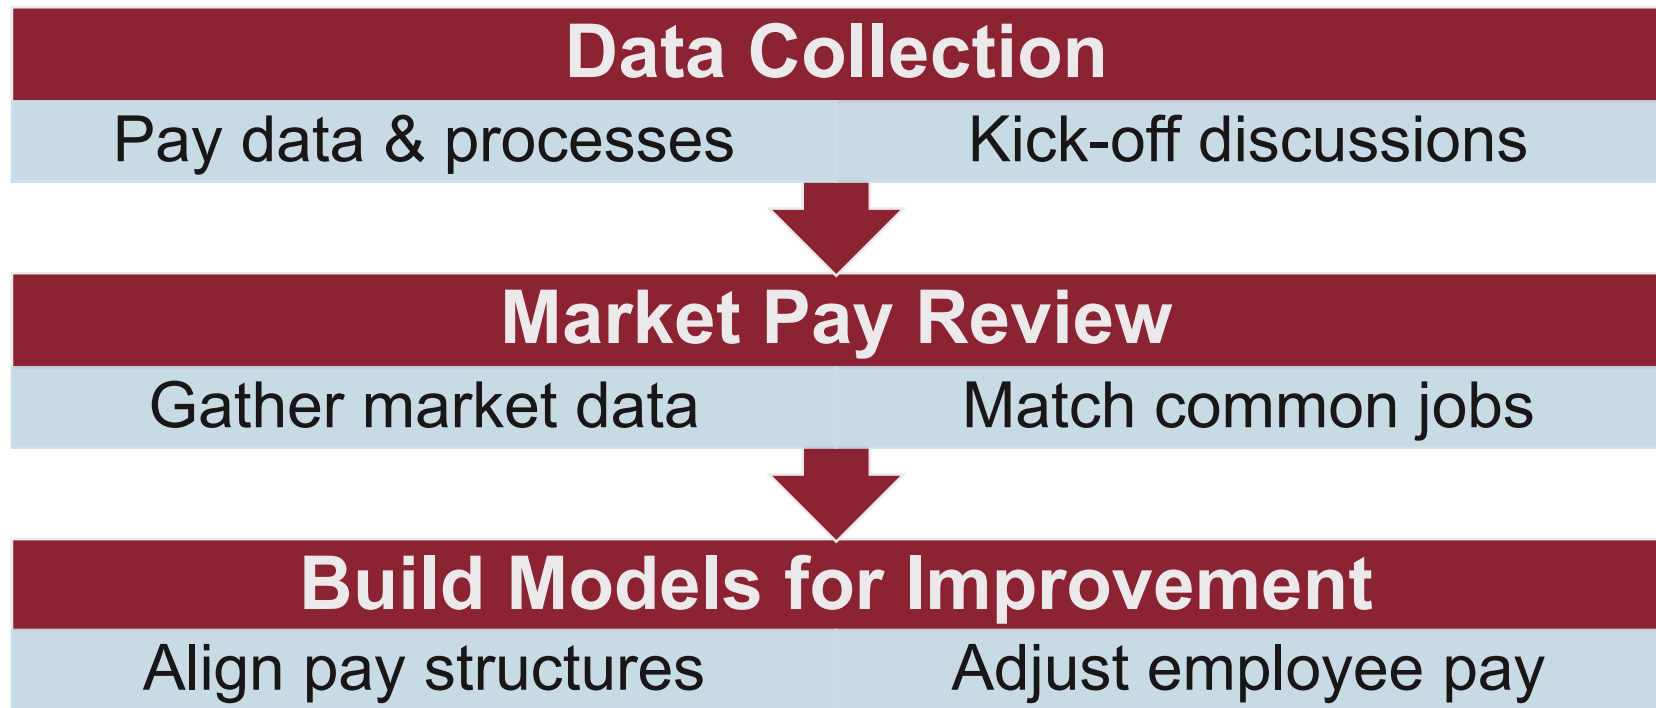 Data Collection
Pay data & processes
Kick-off discussions
Market Pay Review
Gather market data
Match common jobs
Build Models for Improvement
Align pay structures
Adjust employee pay